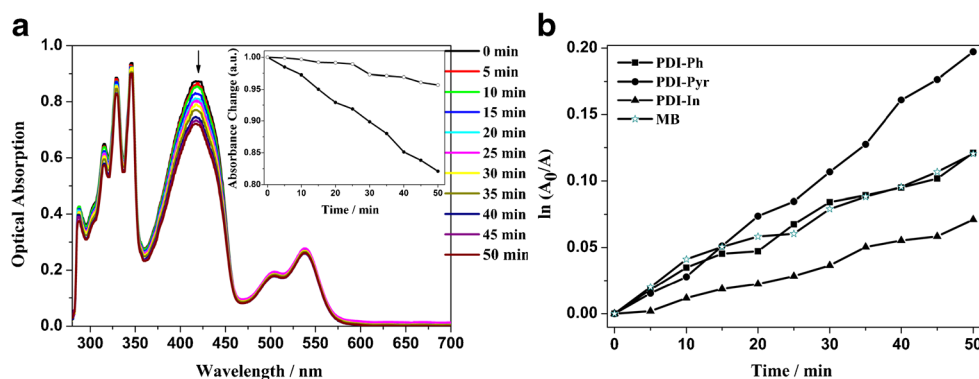 a
Optical Absorption
1.0
0.8
0.6
0.4
0.2
0.0
300 350 400 450 500 550 600 650 700
Wavelength / nm
Absorbance Change (a.u.)
1.00
0.95
0.90
0.85
0.80
0 10 20 30 40 50
Time / min
0 min
5 min
10 min
15 min
20 min
25 min
30 min
35 min
40 min
45 min
50 min
b
ln (A0/A)
0.20
0.15
0.10
0.05
0.00
PDI-Ph
PDI-Pyr
PDI-In
MB
0 10 20 30 40 50
Time / min